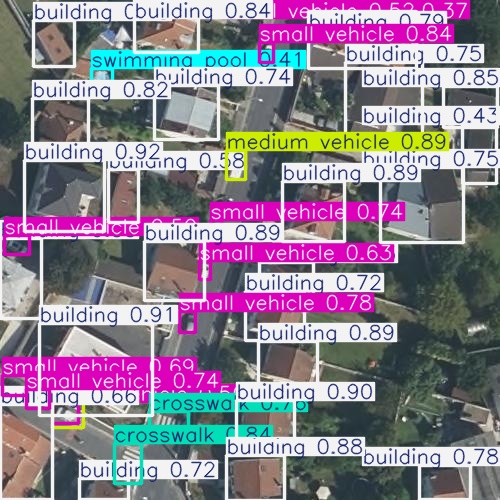 building 0.84
vehicle 0.52 0.37
building 0.79
small vehicle 0.84
building 0.75
swimming pool 0.41
building 0.74
building 0.85
building 0.82
building 0.43
medium vehicle 0.89
building 0.92
building 0.58
building 0.75
building 0.89
small vehicle 0.74
small vehicle
building 0.89
small vehicle 0.63
building 0.72
small vehicle 0.78
building 0.91
building 0.89
small vehicle 0.69
small vehicle 0.74
building 0.66
building 0.90
crosswalk 0.76
crosswalk 0.84
building 0.88
building 0.72
building 0.78